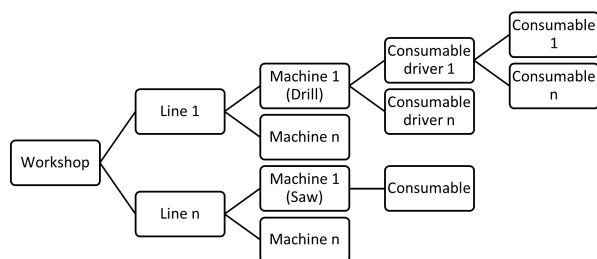 Workshop
Line 1
Machine 1
(Drill)
Consumable
driver 1
Consumable
1
Consumable
n
Consumable
driver n
Machine n
Line n
Machine 1
(Saw)
Consumable
Machine n